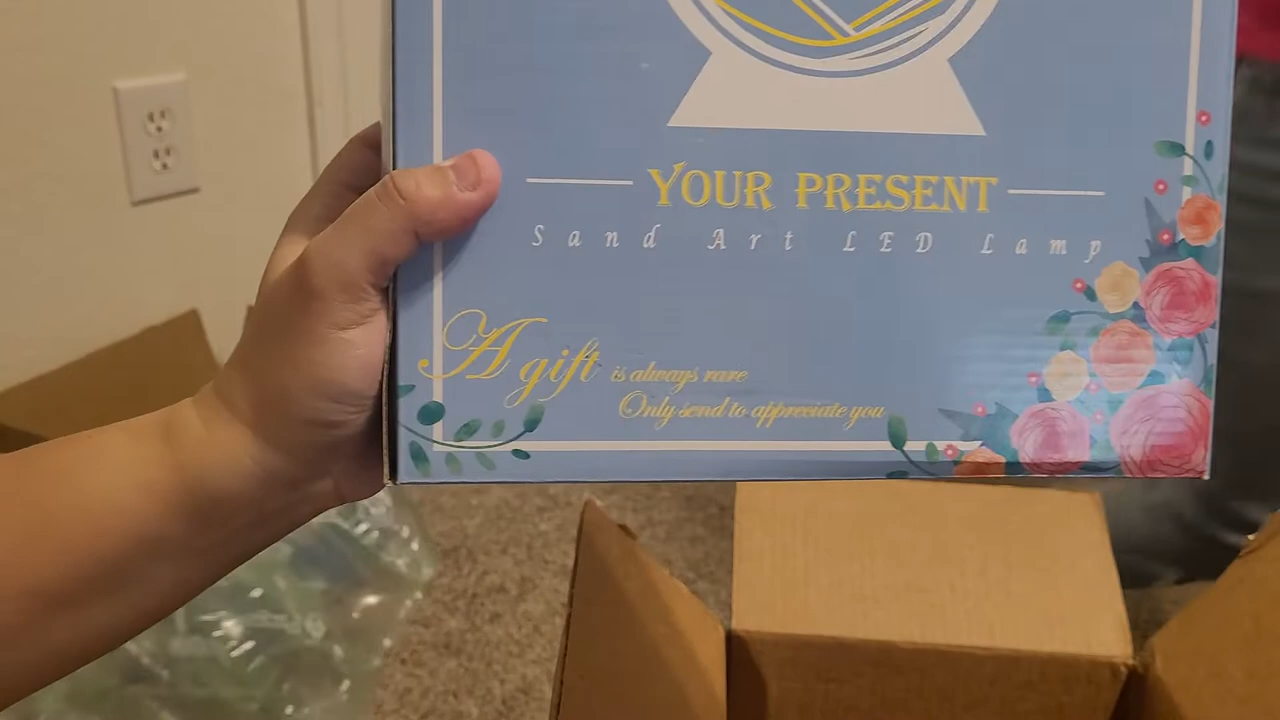 YOUR PRESENT
Sand Art LED Lamp
A gift is always rare
Only send to appreciate you